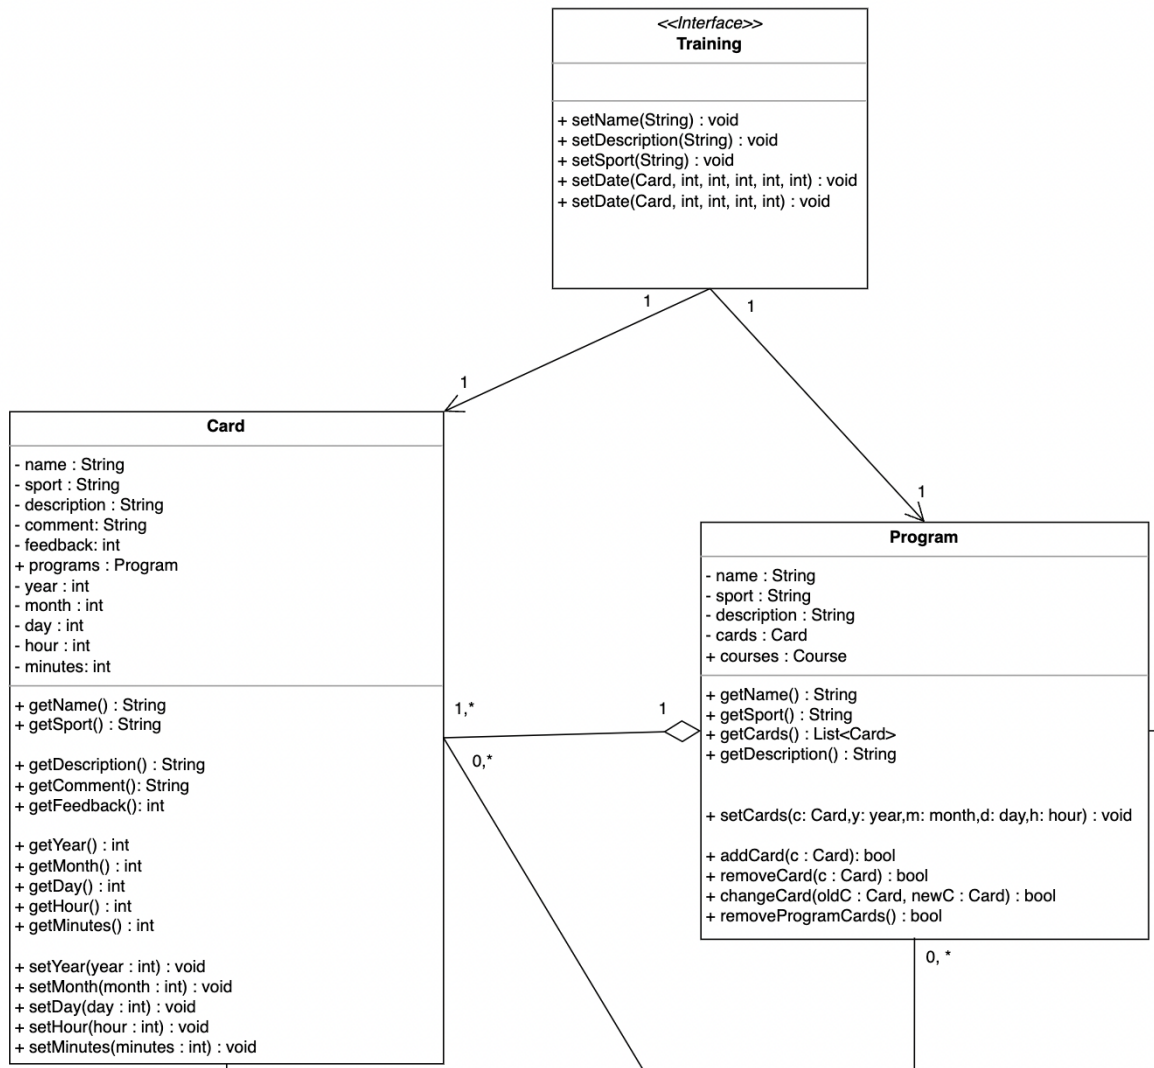 <<Interface>>
Training
+ setName(String) : void
+ setDescription(String) : void
+ setSport(String) : void
+ setDate(Card, int, int, int, int, int) : void
+ setDate(Card, int, int, int, int) : void
1
1
1
1
Card
- name : String
- sport : String
- description : String
- comment: String
- feedback: int
+ programs : Program
- year : int
- month : int
- day : int
- hour : int
- minutes: int
+ getName() : String
+ getSport() : String
+ getDescription() : String
+ getComment(): String
+ getFeedback(): int
+ getYear() : int
+ getMonth() : int
+ getDay() : int
+ getHour() : int
+ getMinutes() : int
+ setYear(year : int) : void
+ setMonth(month : int) : void
+ setDay(day : int) : void
+ setHour(hour : int) : void
+ setMinutes(minutes : int) : void
1,*
1
0,*
Program
- name : String
- sport : String
- description : String
- cards : Card
+ courses : Course
+ getName() : String
+ getSport() : String
+ getCards() : List<Card>
+ getDescription() : String
+ setCards(c: Card,y: year,m: month,d: day,h: hour) : void
+ addCard(c : Card): bool
+ removeCard(c : Card) : bool
+ changeCard(oldC : Card, newC : Card) : bool
+ removeProgramCards() : bool
0, *